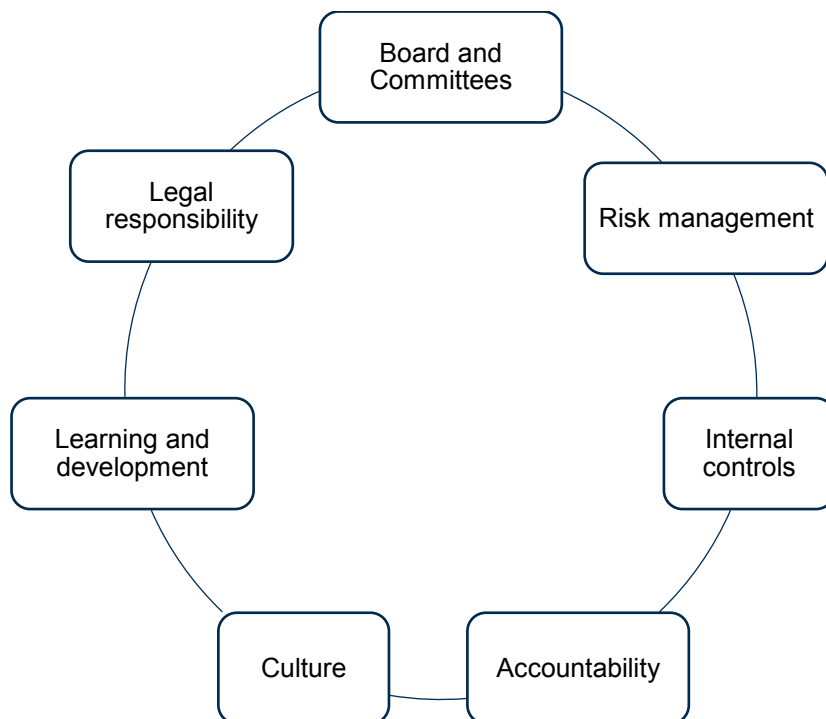 Board and
Committees
Legal
responsibility
Risk management
Learning and
development
Internal
controls
Culture
Accountability